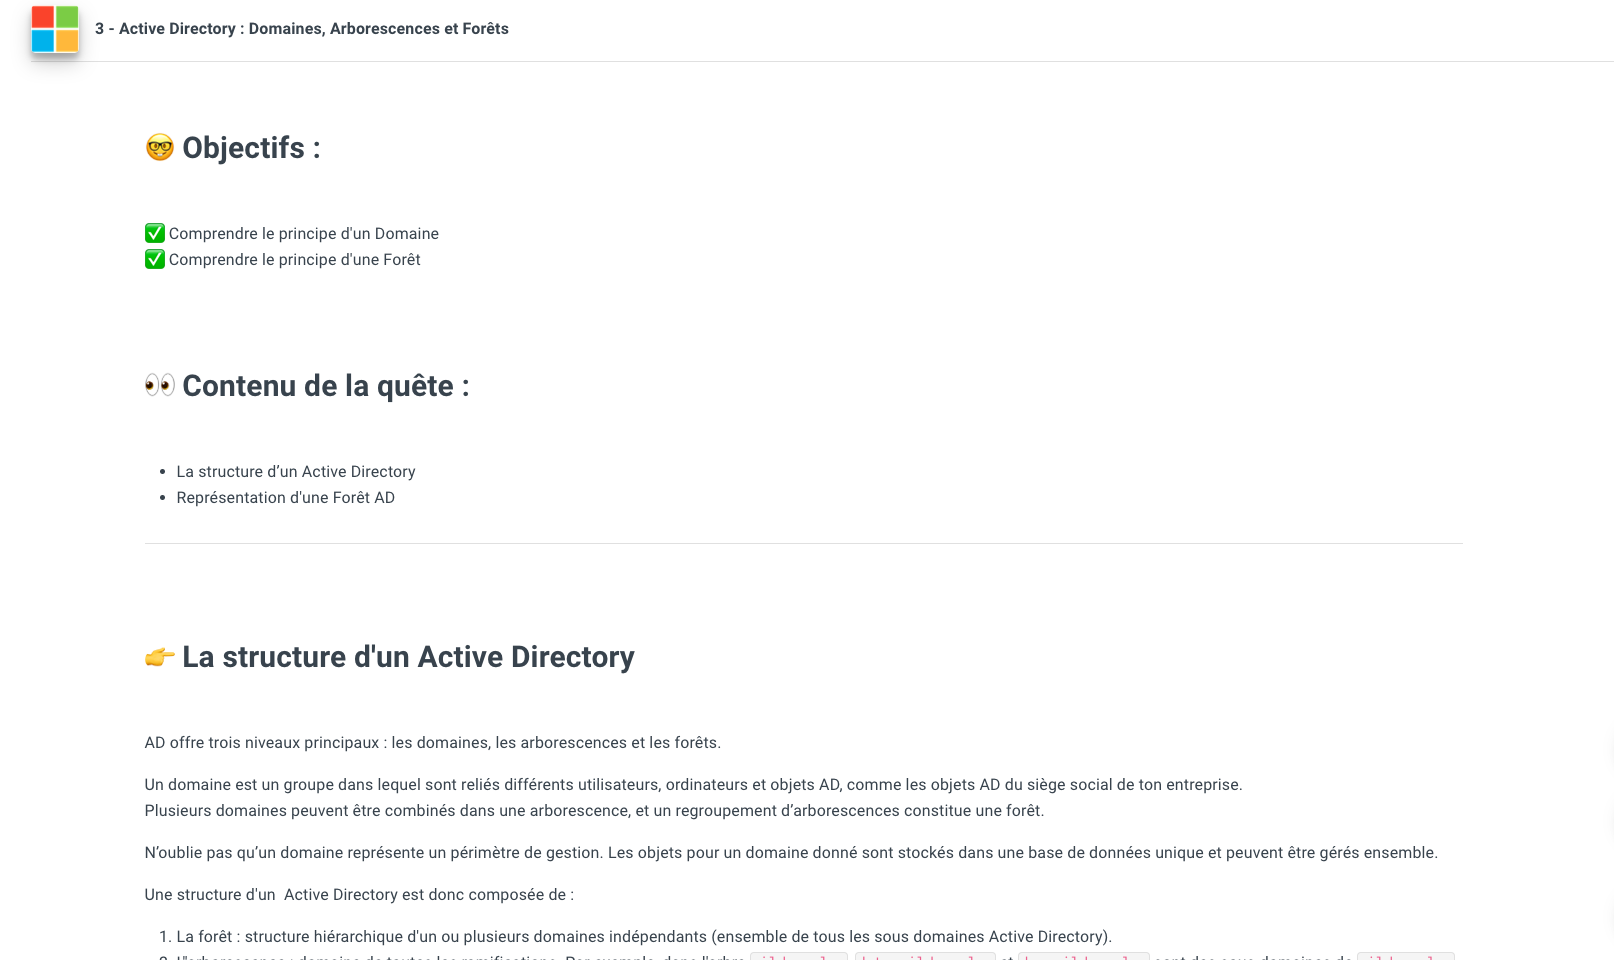 3 - Active Directory : Domaines, Arborescences et Forêts
🤓 Objectifs :
✅ Comprendre le principe d'un Domaine
✅ Comprendre le principe d'une Forêt
👀 Contenu de la quête :
• La structure d’un Active Directory
• Représentation d'une Forêt AD
👉 La structure d'un Active Directory
AD offre trois niveaux principaux : les domaines, les arborescences et les forêts.
Un domaine est un groupe dans lequel sont reliés différents utilisateurs, ordinateurs et objets AD, comme les objets AD du siège social de ton entreprise.
Plusieurs domaines peuvent être combinés dans une arborescence, et un regroupement d’arborescences constitue une forêt.
N’oublie pas qu’un domaine représente un périmètre de gestion. Les objets pour un domaine donné sont stockés dans une base de données unique et peuvent être gérés ensemble.
Une structure d'un  Active Directory est donc composée de :
1. La forêt : structure hiérarchique d'un ou plusieurs domaines indépendants (ensemble de tous les sous domaines Active Directory).